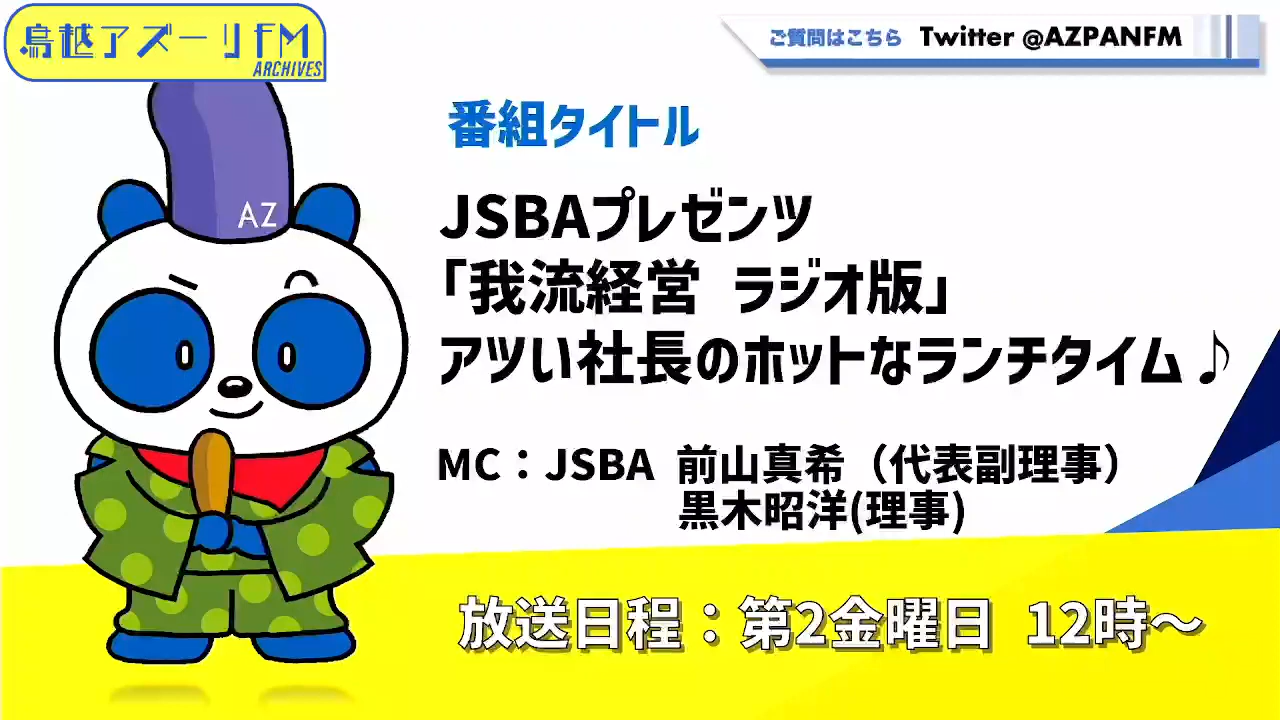 鳥越アズーリFM
ARCHIVES
ご質問はこちら Twitter @AZPANFM
AZ
番組タイトル
JSBAプレゼンツ
「我流経営 ラジオ版」
アツい社長のホットなランチタイム♪
MC：JSBA 前山真希（代表副理事）
黒木昭洋(理事)
放送日程：第2金曜日 12時～